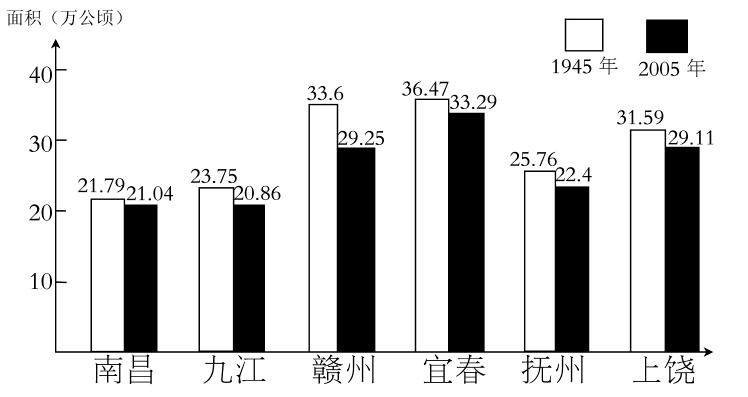 面积（万公顷）
1945 年
2005 年
40
30
20
10
21.79
21.04
23.75
20.86
33.6
29.25
36.47
33.29
25.76
22.4
31.59
29.11
南昌
九江
赣州
宜春
抚州
上饶